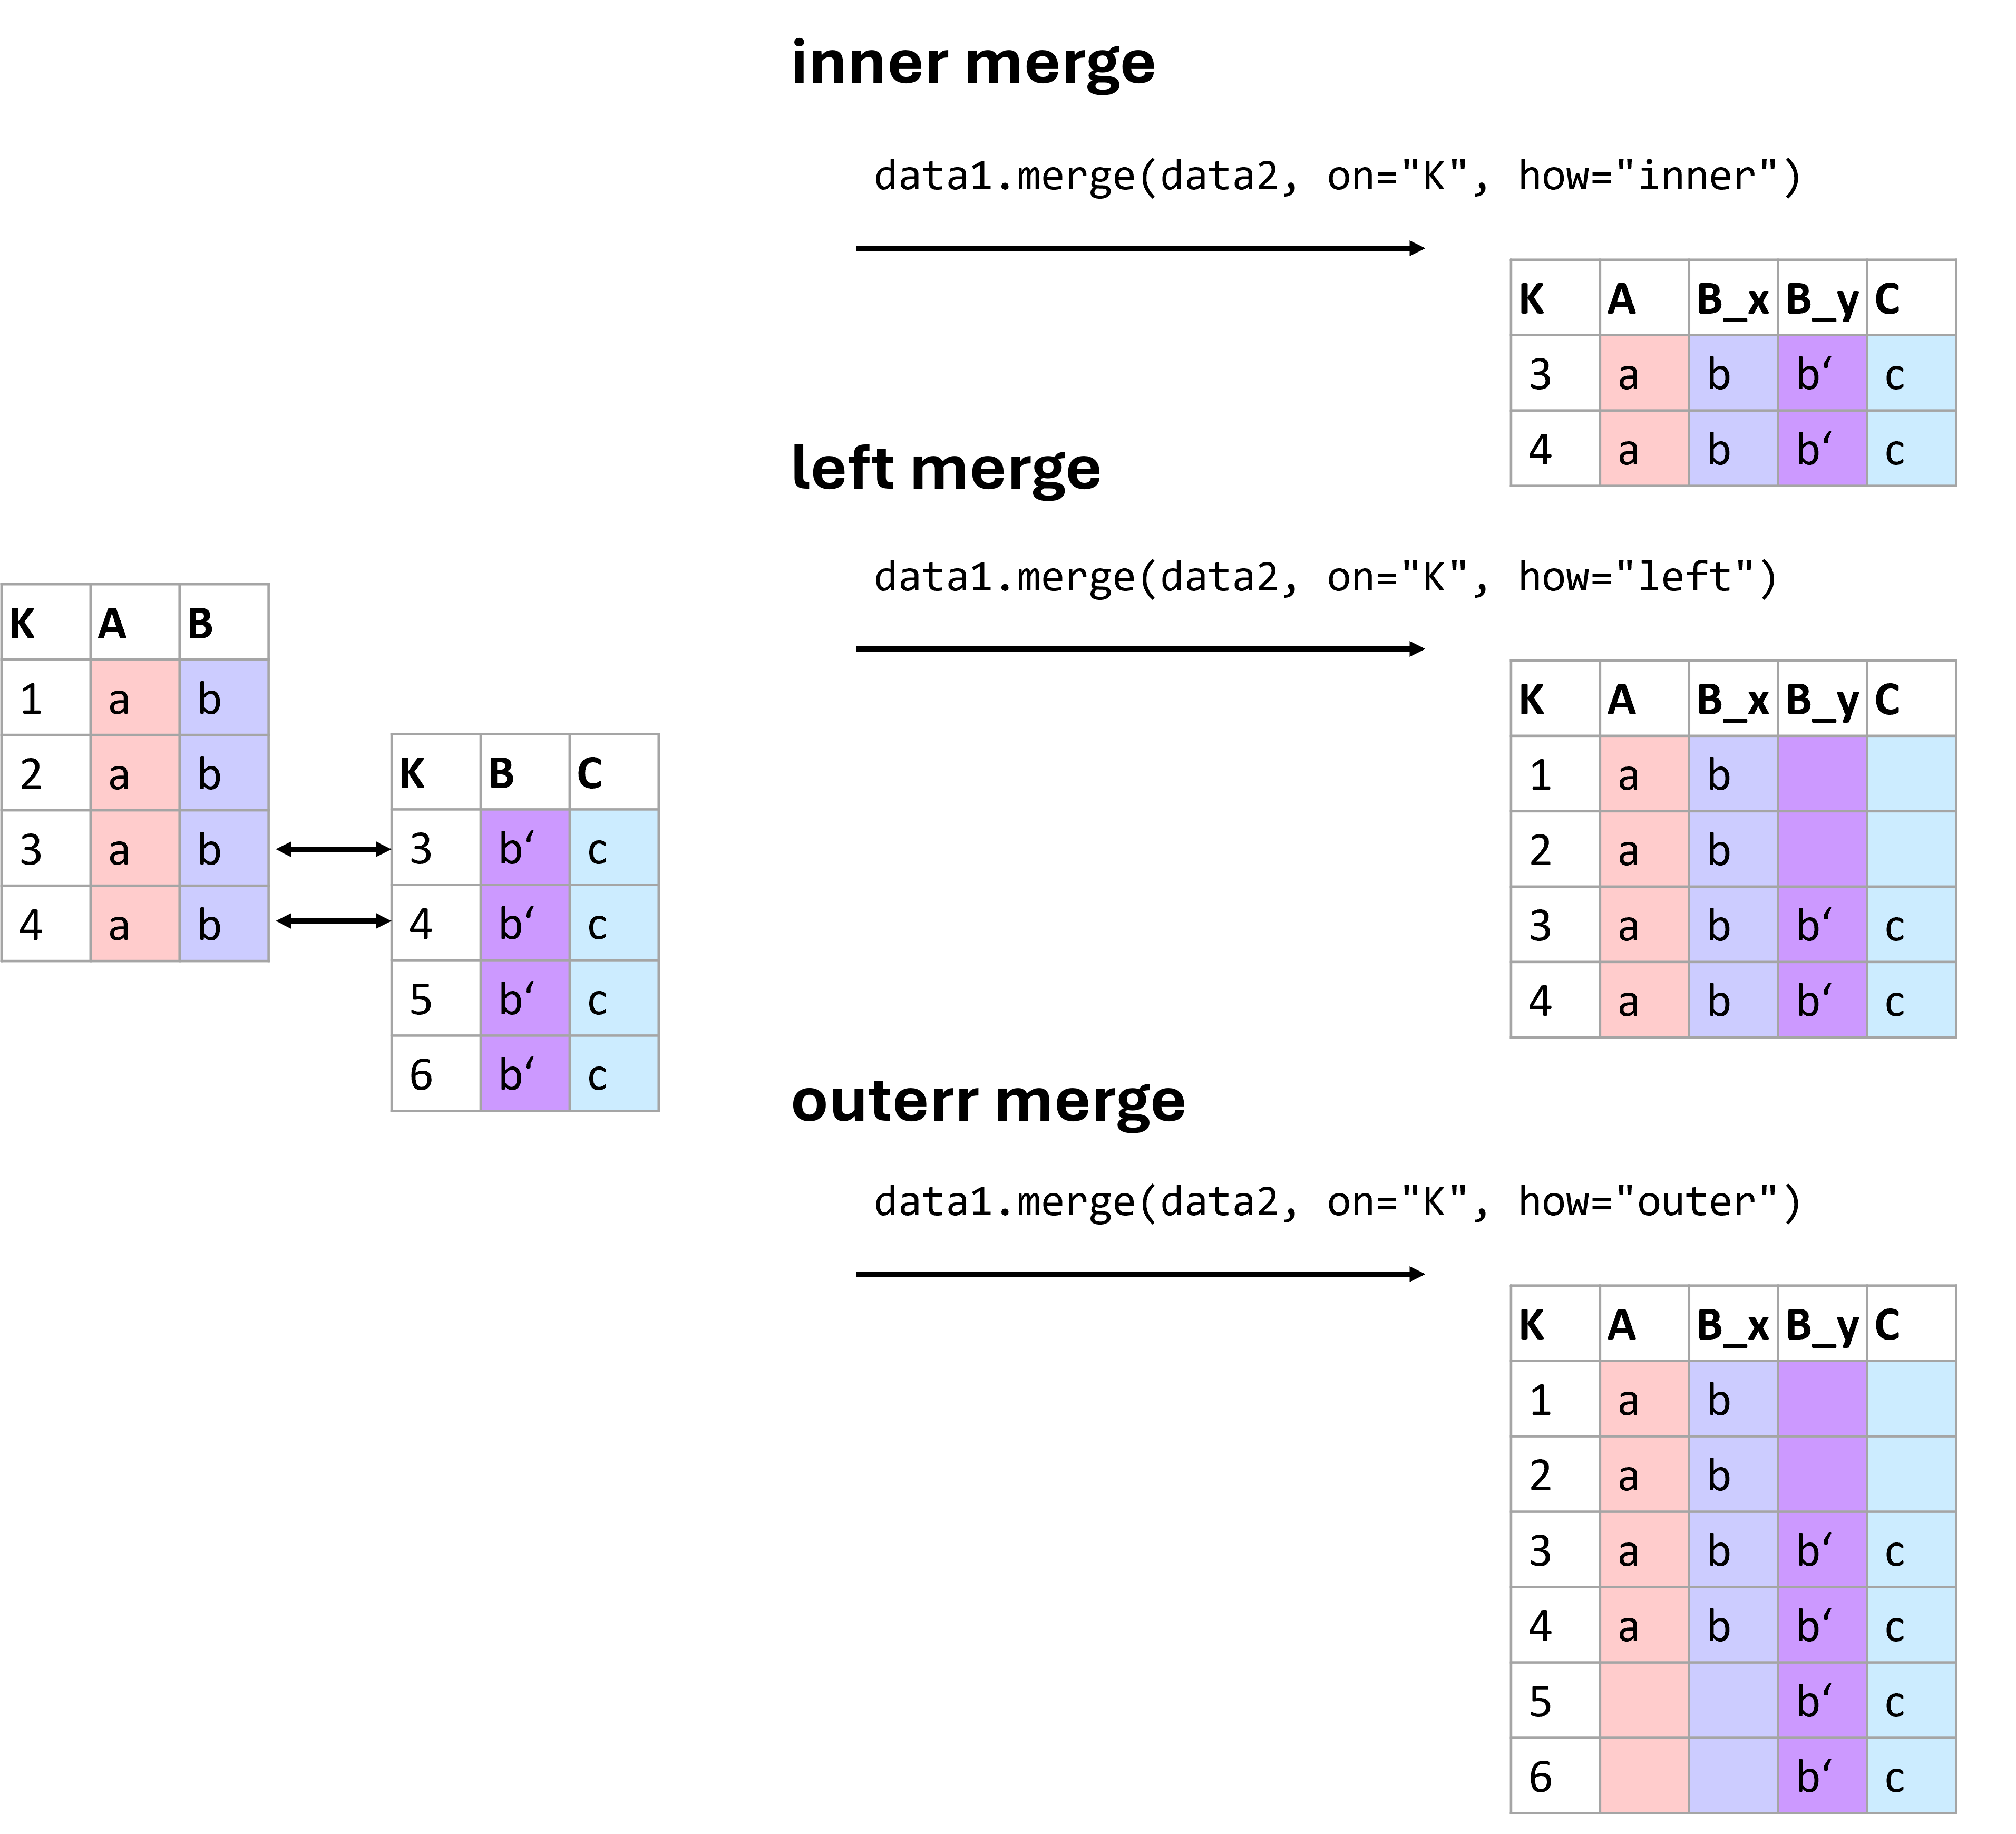 inner merge
data1.merge(data2, on="K", how="inner")
K A B_x B_y C
3 a b b‘ c
4 a b b‘ c
left merge
data1.merge(data2, on="K", how="left")
K A B_x B_y C
1 a b
2 a b
3 a b b‘ c
4 a b b‘ c
K A B
1 a b
2 a b
3 a b
4 a b
K B C
3 b‘ c
4 b‘ c
5 b‘ c
6 b‘ c
outerr merge
data1.merge(data2, on="K", how="outer")
K A B_x B_y C
1 a b
2 a b
3 a b b‘ c
4 a b b‘ c
5 b‘ c
6 b‘ c